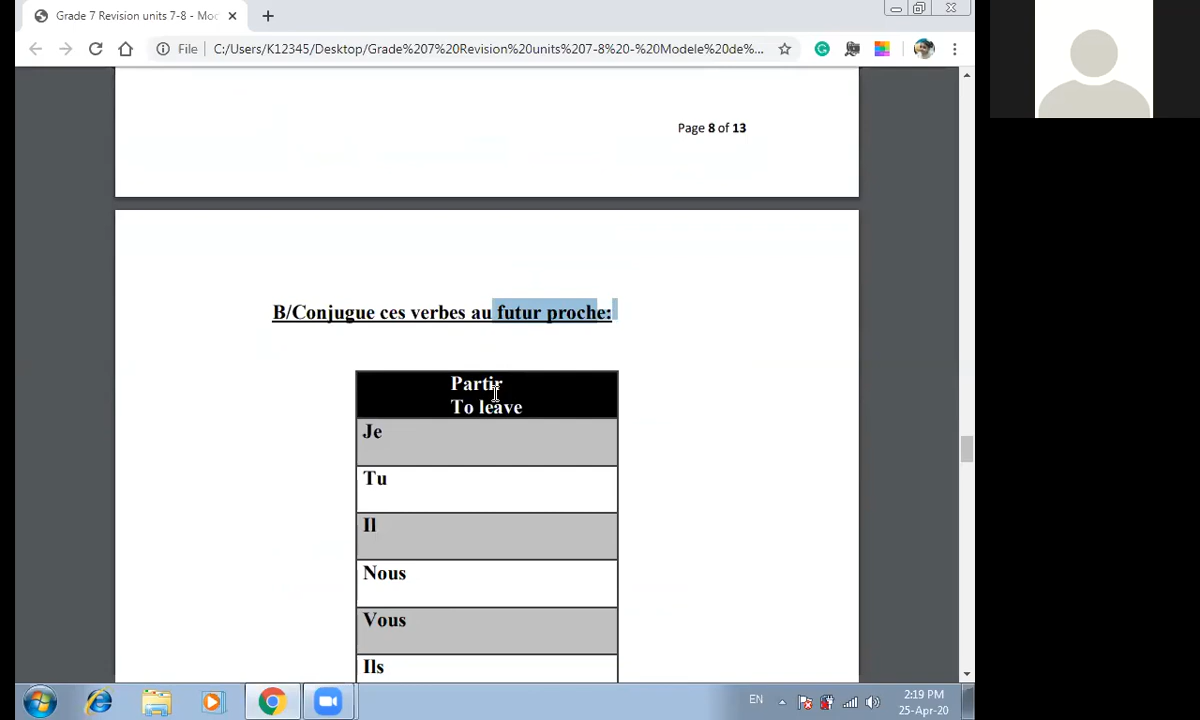 Grade 7 Revision units 7-8 - Mod
File
C:/Users/K12345/Desktop/Grade%207%20Revision%20units%207-8%20-%20Modele%20de%...
Page 8 of 13
B/Conjugue ces verbes au futur proche:
Partir
To leave
Je
Tu
Il
Nous
Vous
Ils
EN
2:19 PM
25-Apr-20